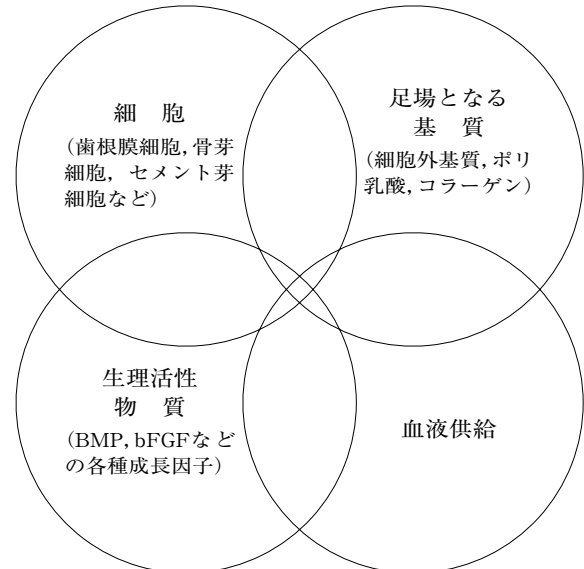 細　胞
(歯根膜細胞, 骨芽
細胞,　セメント芽
細胞など)
足場となる
基　質
(細胞外基質, ポリ
乳酸, コラーゲン)
生理活性
物　質
(BMP, bFGFなど
の各種成長因子)
血液供給